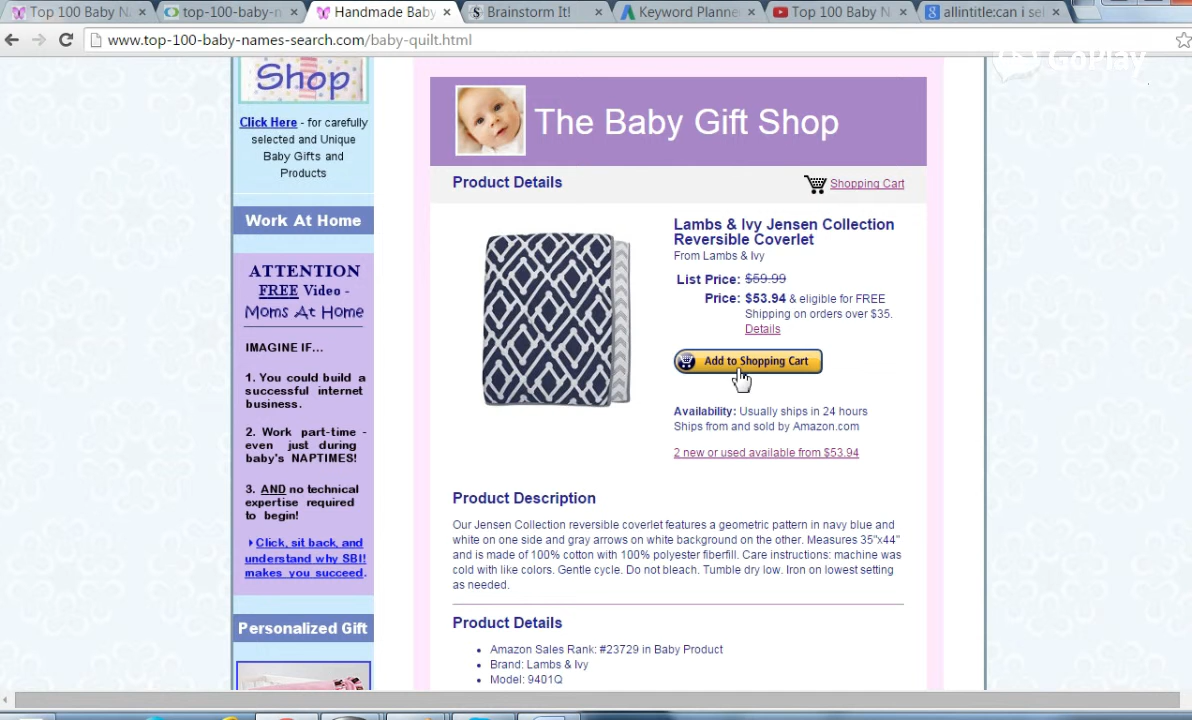 Top 100 Baby N
top-100-baby-n
Handmade Baby
Brainstorm It!
Keyword Planne
Top 100 Baby N
allintitle:can i sel
www.top-100-baby-names-search.com/baby-quilt.html
GoPlay
Shop
Click Here - for carefully
selected and Unique
Baby Gifts and
Products
Work At Home
ATTENTION
FREE Video -
Moms At Home
IMAGINE IF...
1. You could build a
successful internet
business.
2. Work part-time -
even just during
baby's NAPTIMES!
3. AND no technical
expertise required
to begin!
Click, sit back, and
understand why SBI!
makes you succeed.
Personalized Gift
The Baby Gift Shop
Product Details
Shopping Cart
Lambs & Ivy Jensen Collection
Reversible Coverlet
From Lambs & Ivy
List Price: $59.99
Price: $53.94 & eligible for FREE
Shipping on orders over $35.
Details
Add to Shopping Cart
Availability: Usually ships in 24 hours
Ships from and sold by Amazon.com
2 new or used available from $53.94
Product Description
Our Jensen Collection reversible coverlet features a geometric pattern in navy blue and
white on one side and gray arrows on white background on the other. Measures 35"x44"
and is made of 100% cotton with 100% polyester fiberfill. Care instructions: machine was
cold with like colors. Gentle cycle. Do not bleach. Tumble dry low. Iron on lowest setting
as needed.
Product Details
Amazon Sales Rank: #23729 in Baby Product
Brand: Lambs & Ivy
Model: 9401Q